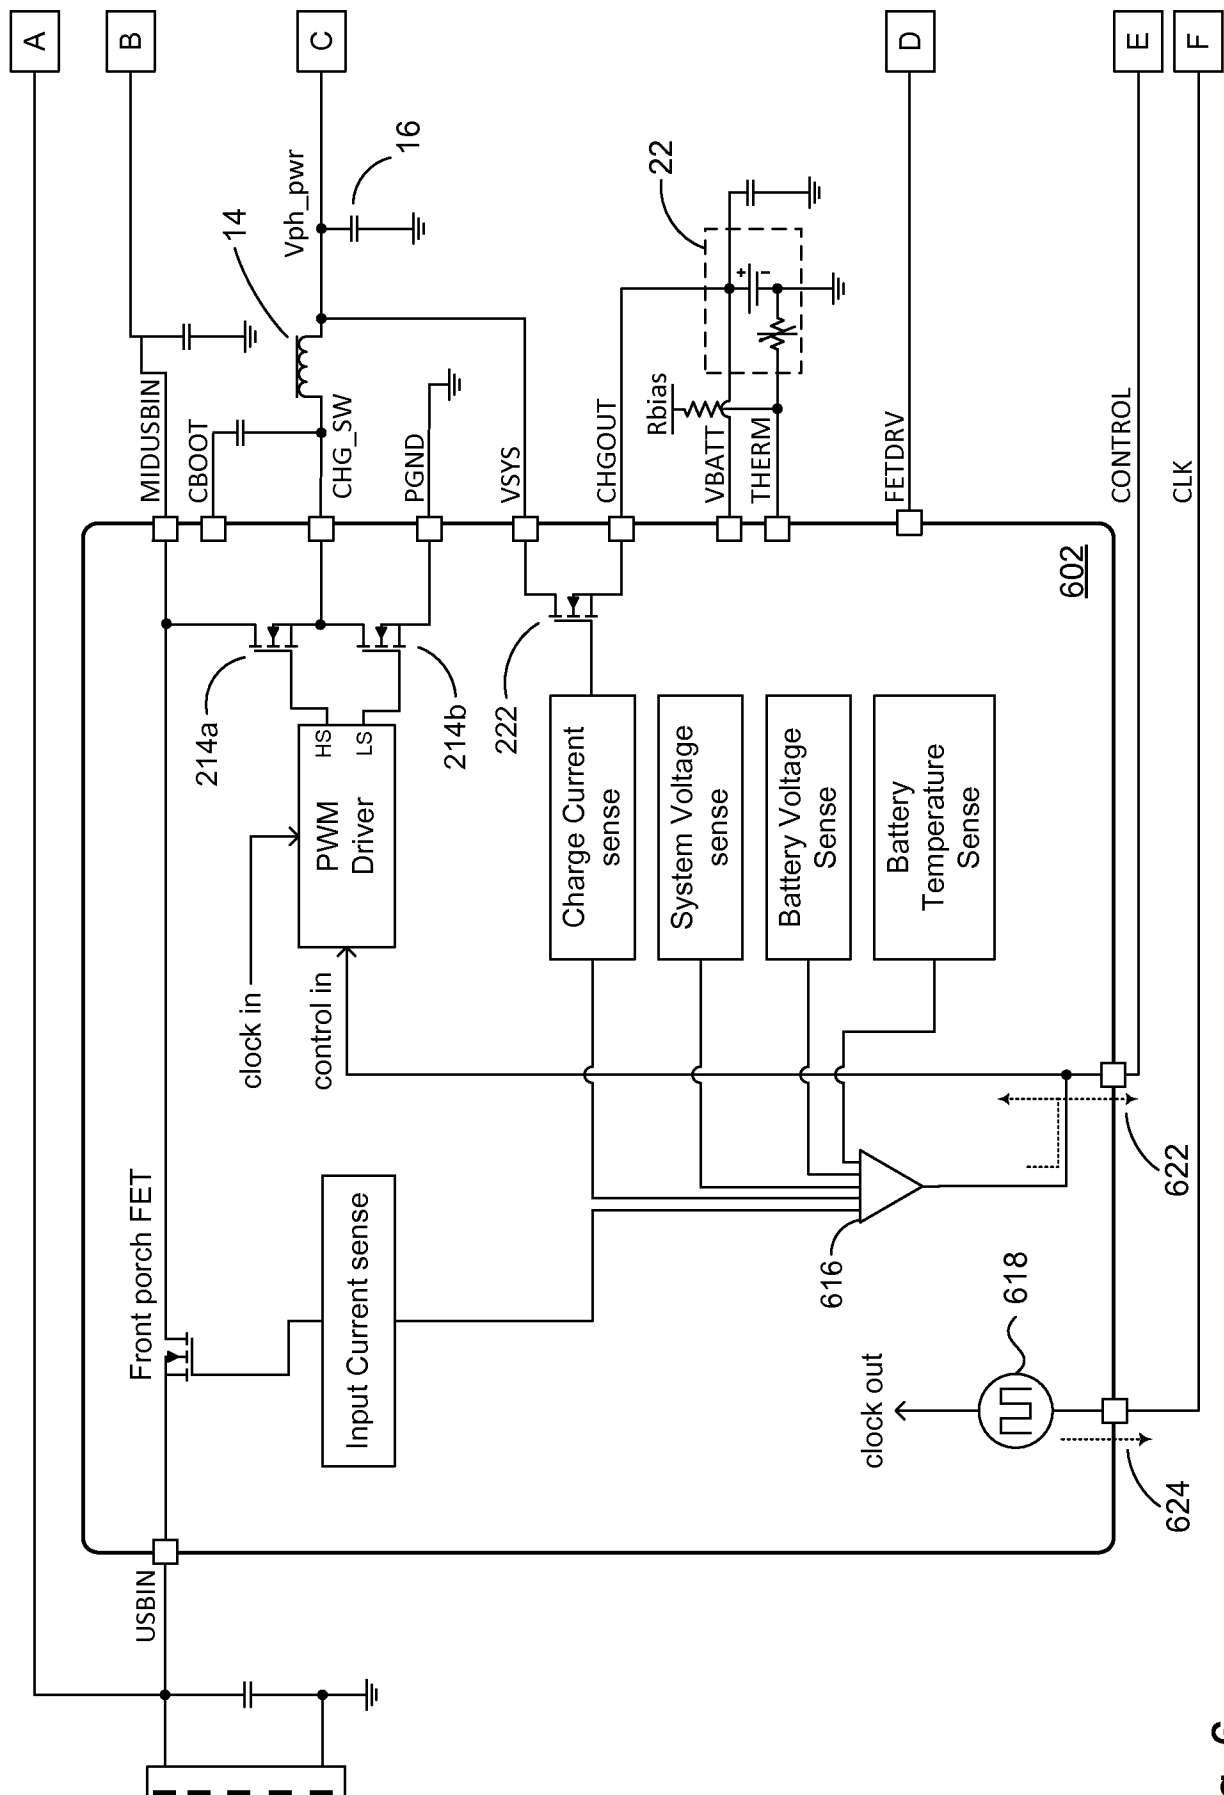 A
B
C
D
E
F
MIDUSBIN
CBOOT
CHG_SW
PGND
VSYS
CHGOUT
VBATT
THERM
FETDRV
CONTROL
CLK
Vph_pwr
14
16
22
Rbias
602
214a
214b
222
HS
LS
PWM
Driver
clock in
control in
Charge Current
sense
System Voltage
sense
Battery Voltage
Sense
Battery
Temperature
Sense
Front porch FET
Input Current sense
616
618
622
624
clock out
USBIN